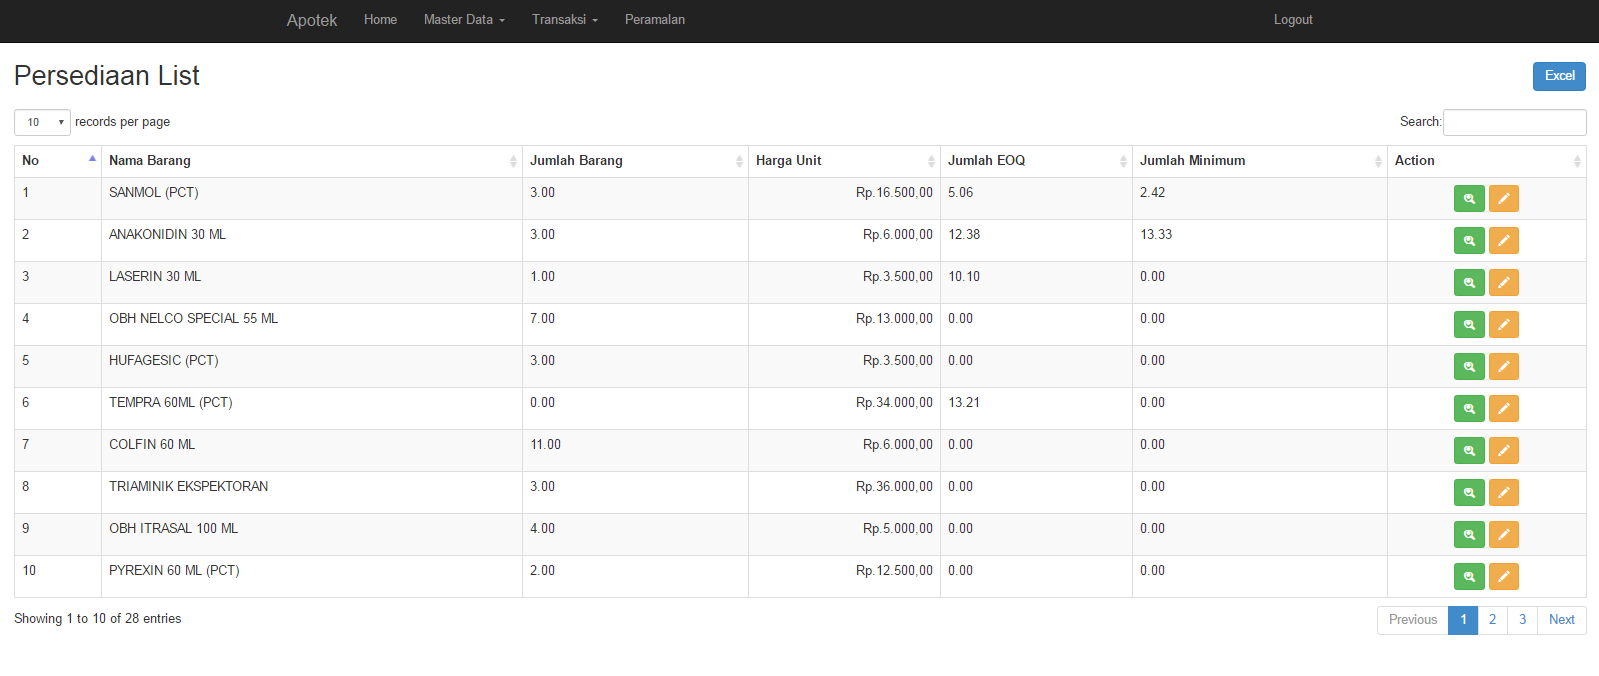 Apotek Home Master Data Transaksi Peramalan Logout
Persediaan List Excel
10 records per page Search:
No Nama Barang Jumlah Barang Harga Unit Jumlah EOQ Jumlah Minimum Action
1 SANMOL (PCT) 3.00 Rp.16.500,00 5.06 2.42
2 ANAKONIDIN 30 ML 3.00 Rp.6.000,00 12.38 13.33
3 LASERIN 30 ML 1.00 Rp.3.500,00 10.10 0.00
4 OBH NELCO SPECIAL 55 ML 7.00 Rp.13.000,00 0.00 0.00
5 HUFAGESIC (PCT) 3.00 Rp.3.500,00 0.00 0.00
6 TEMPRA 60ML (PCT) 0.00 Rp.34.000,00 13.21 0.00
7 COLFIN 60 ML 11.00 Rp.6.000,00 0.00 0.00
8 TRIAMINIK EKSPEKTORAN 3.00 Rp.36.000,00 0.00 0.00
9 OBH ITRASAL 100 ML 4.00 Rp.5.000,00 0.00 0.00
10 PYREXIN 60 ML (PCT) 2.00 Rp.12.500,00 0.00 0.00
Showing 1 to 10 of 28 entries Previous 1 2 3 Next